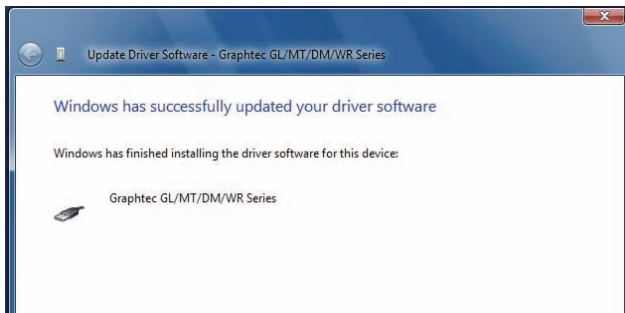 Update Driver Software - Graphtec GL/MT/DM/WR Series
Windows has successfully updated your driver software
Windows has finished installing the driver software for this device:
Graphtec GL/MT/DM/WR Series